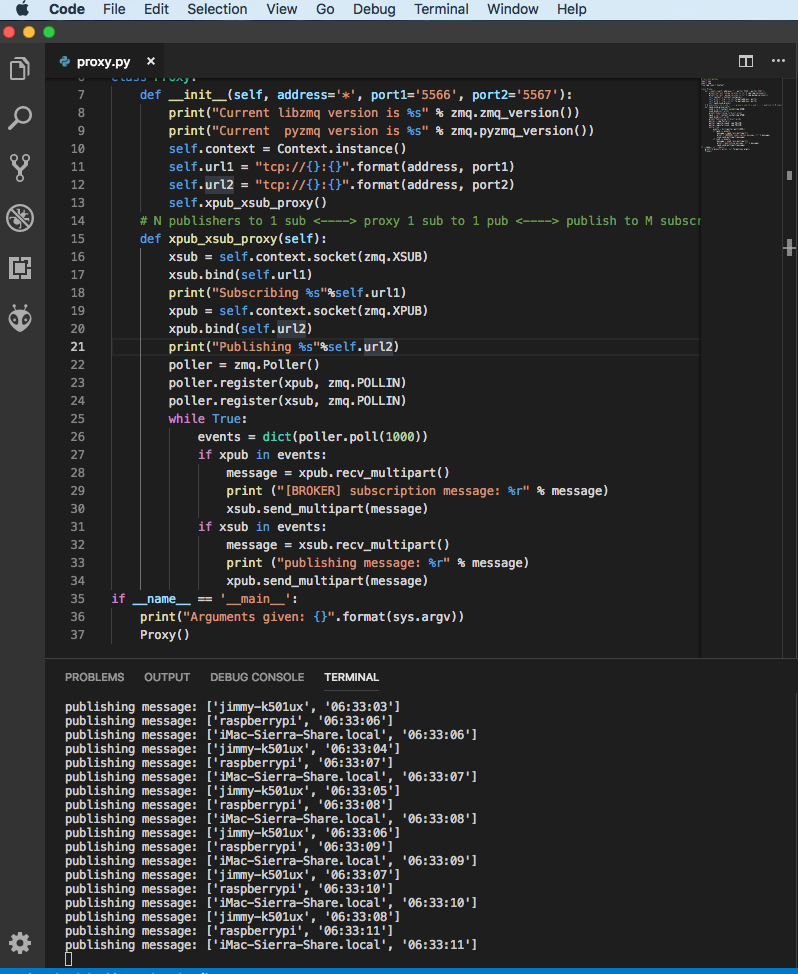 Code File Edit Selection View Go Debug Terminal Window Help
proxy.py ×
6 class Proxy:
7 def __init__(self, address='*', port1='5566', port2='5567'):
8 print("Current libzmq version is %s" % zmq.zmq_version())
9 print("Current  pyzmq version is %s" % zmq.pyzmq_version())
10 self.context = Context.instance()
11 self.url1 = "tcp://{}:{}".format(address, port1)
12 self.url2 = "tcp://{}:{}".format(address, port2)
13 self.xpub_xsub_proxy()
14 # N publishers to 1 sub <----> proxy 1 sub to 1 pub <----> publish to M subscr
15 def xpub_xsub_proxy(self):
16 xsub = self.context.socket(zmq.XSUB)
17 xsub.bind(self.url1)
18 print("Subscribing %s"%self.url1)
19 xpub = self.context.socket(zmq.XPUB)
20 xpub.bind(self.url2)
21 print("Publishing %s"%self.url2)
22 poller = zmq.Poller()
23 poller.register(xpub, zmq.POLLIN)
24 poller.register(xsub, zmq.POLLIN)
25 while True:
26 events = dict(poller.poll(1000))
27 if xpub in events:
28 message = xpub.recv_multipart()
29 print ("[BROKER] subscription message: %r" % message)
30 xsub.send_multipart(message)
31 if xsub in events:
32 message = xsub.recv_multipart()
33 print ("publishing message: %r" % message)
34 xpub.send_multipart(message)
35 if __name__ == '__main__':
36 print("Arguments given: {}".format(sys.argv))
37 Proxy()
PROBLEMS OUTPUT DEBUG CONSOLE TERMINAL
publishing message: ['jimmy-k501ux', '06:33:03']
publishing message: ['raspberrypi', '06:33:06']
publishing message: ['iMac-Sierra-Share.local', '06:33:06']
publishing message: ['jimmy-k501ux', '06:33:04']
publishing message: ['raspberrypi', '06:33:07']
publishing message: ['iMac-Sierra-Share.local', '06:33:07']
publishing message: ['jimmy-k501ux', '06:33:05']
publishing message: ['raspberrypi', '06:33:08']
publishing message: ['iMac-Sierra-Share.local', '06:33:08']
publishing message: ['jimmy-k501ux', '06:33:06']
publishing message: ['raspberrypi', '06:33:09']
publishing message: ['iMac-Sierra-Share.local', '06:33:09']
publishing message: ['jimmy-k501ux', '06:33:07']
publishing message: ['raspberrypi', '06:33:10']
publishing message: ['iMac-Sierra-Share.local', '06:33:10']
publishing message: ['jimmy-k501ux', '06:33:08']
publishing message: ['raspberrypi', '06:33:11']
publishing message: ['iMac-Sierra-Share.local', '06:33:11']